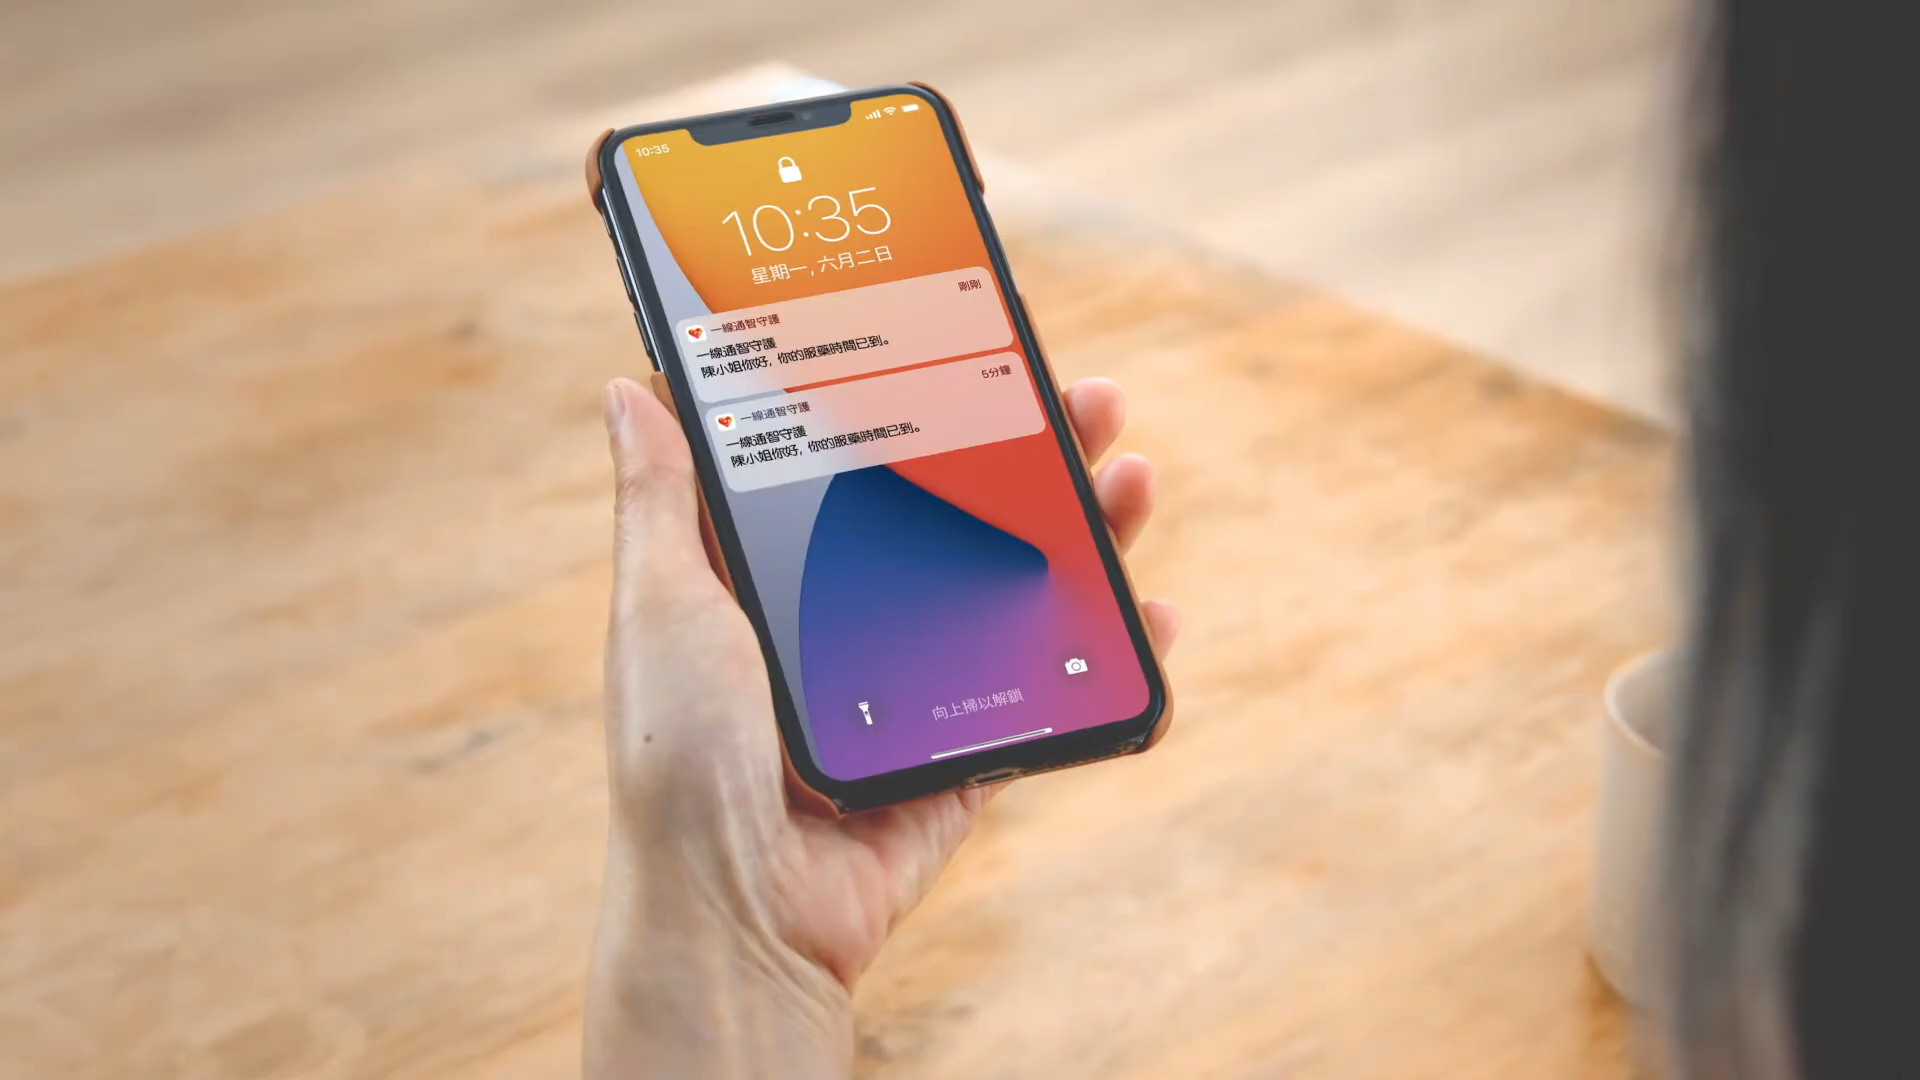 10:35
10:35
星期一, 六月二日
一線通智守護
剛剛
一線通智守護
陳小姐你好, 你的服藥時間已到。
一線通智守護
5分鐘
一線通智守護
陳小姐你好, 你的服藥時間已到。
向上掃以解鎖